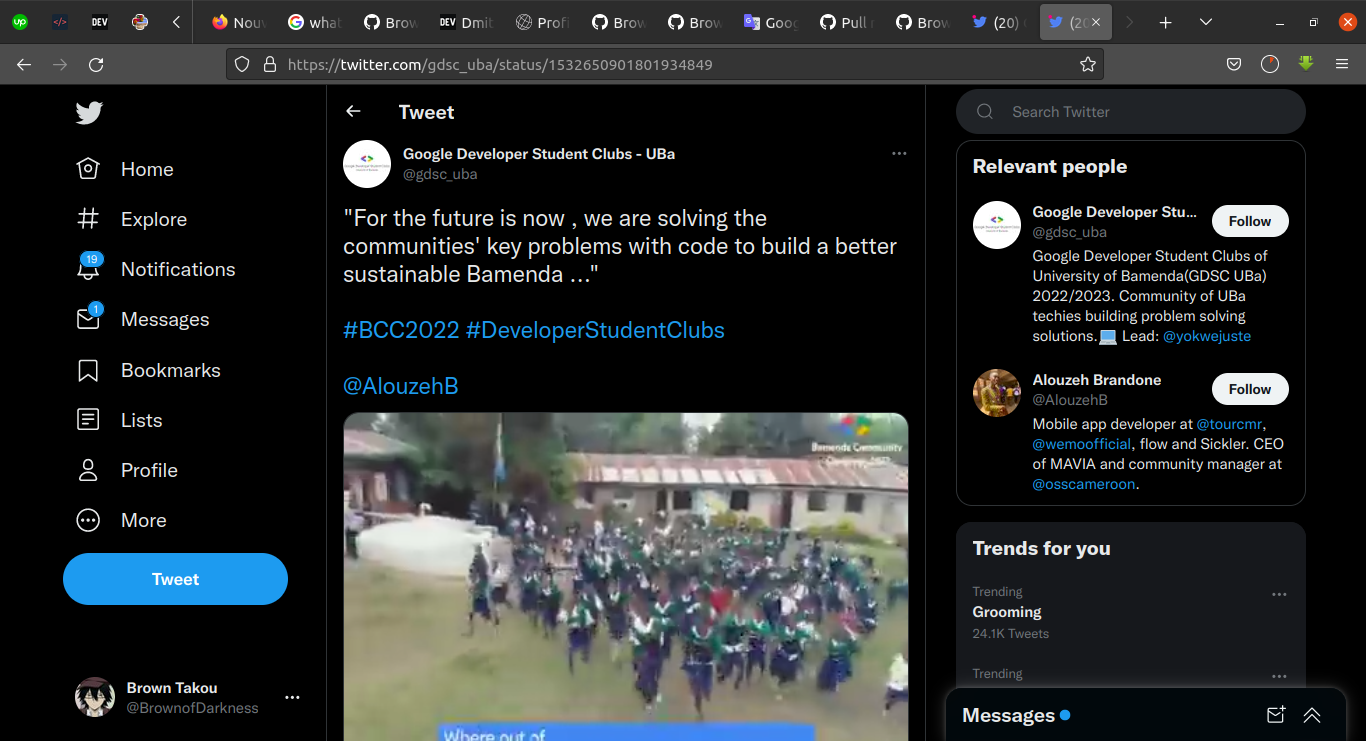 up
</>
DEV
Nouv
what
Brow
DEV
Dmit
Profi
Brow
Brow
Goog
Pull r
Brow
(20)
(20
https://twitter.com/gdsc_uba/status/1532650901801934849
Home
Explore
19
Notifications
1
Messages
Bookmarks
Lists
Profile
More
Tweet
Brown Takou
@BrownofDarkness
Tweet
Google Developer Student Clubs - UBa
@gdsc_uba
"For the future is now , we are solving the
communities' key problems with code to build a better
sustainable Bamenda ..."
#BCC2022 #DeveloperStudentClubs
@AlouzehB
Bamenda Community
Where out of
Search Twitter
Relevant people
Google Developer Stu...
@gdsc_uba
Follow
Google Developer Student Clubs of
University of Bamenda(GDSC UBa)
2022/2023. Community of UBa
techies building problem solving
solutions. Lead: @yokwejuste
Alouzeh Brandone
@AlouzehB
Follow
Mobile app developer at @tourcmr,
@wemoofficial, flow and Sickler. CEO
of MAVIA and community manager at
@osscameroon.
Trends for you
Trending
Grooming
24.1K Tweets
Trending
Messages